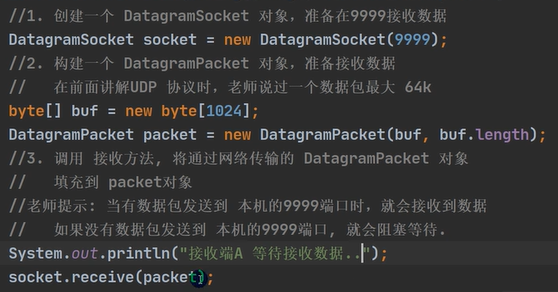 //1. 创建一个 DatagramSocket 对象，准备在9999接收数据
DatagramSocket socket = new DatagramSocket(9999);
//2. 构建一个 DatagramPacket 对象，准备接收数据
//   在前面讲解UDP 协议时，老师说过一个数据包最大 64k
byte[] buf = new byte[1024];
DatagramPacket packet = new DatagramPacket(buf, buf.length);
//3. 调用 接收方法, 将通过网络传输的 DatagramPacket 对象
//   填充到 packet对象
//老师提示: 当有数据包发送到 本机的9999端口时, 就会接收到数据
//   如果没有数据包发送到 本机的9999端口, 就会阻塞等待.
System.out.println("接收端A 等待接收数据..");
socket.receive(packet);